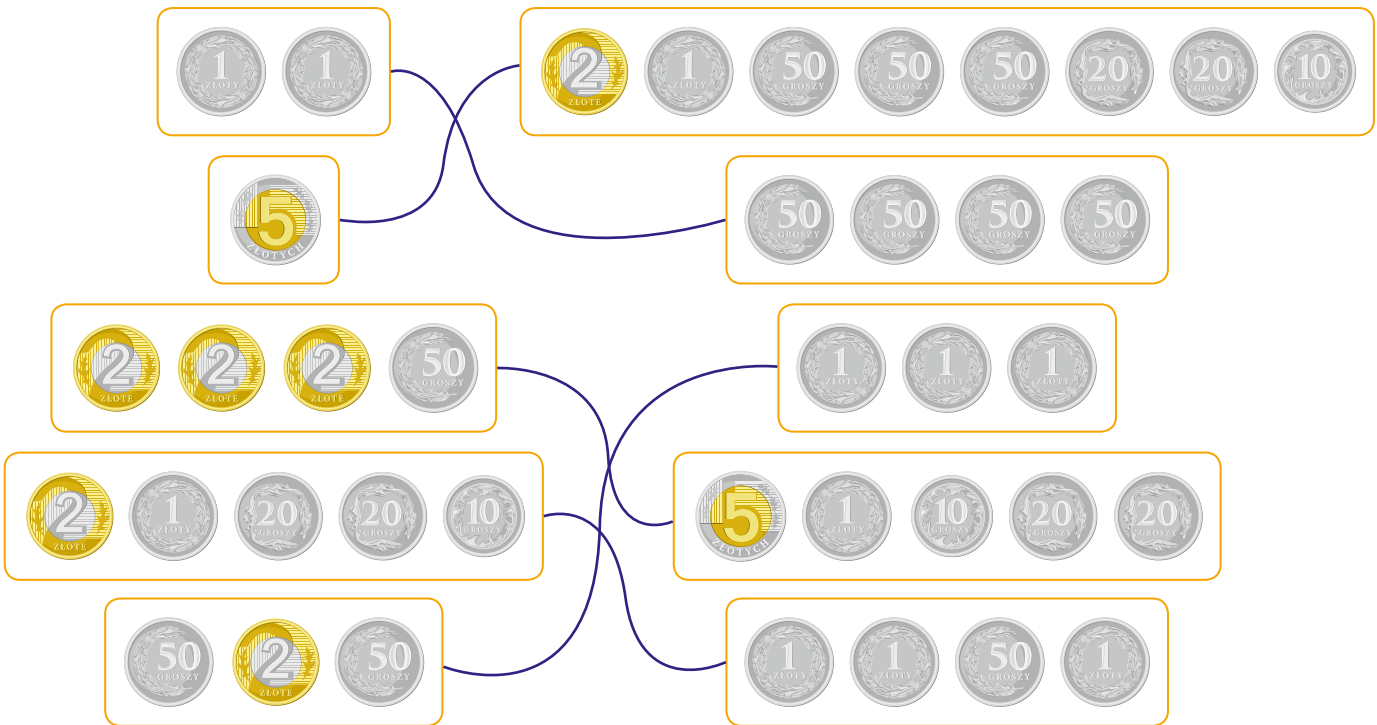 1 ZŁOTY 1 ZŁOTY
2 ZŁOTE 1 ZŁOTY 50 GROSZY 50 GROSZY 50 GROSZY 20 GROSZY 20 GROSZY 10 GROSZY
5 ZŁOTYCH
50 GROSZY 50 GROSZY 50 GROSZY 50 GROSZY
2 ZŁOTE 2 ZŁOTE 2 ZŁOTE 50 GROSZY
1 ZŁOTY 1 ZŁOTY 1 ZŁOTY
2 ZŁOTE 1 ZŁOTY 20 GROSZY 20 GROSZY 10 GROSZY
5 ZŁOTYCH 1 ZŁOTY 10 GROSZY 20 GROSZY 20 GROSZY
50 GROSZY 2 ZŁOTE 50 GROSZY
1 ZŁOTY 1 ZŁOTY 50 GROSZY 1 ZŁOTY